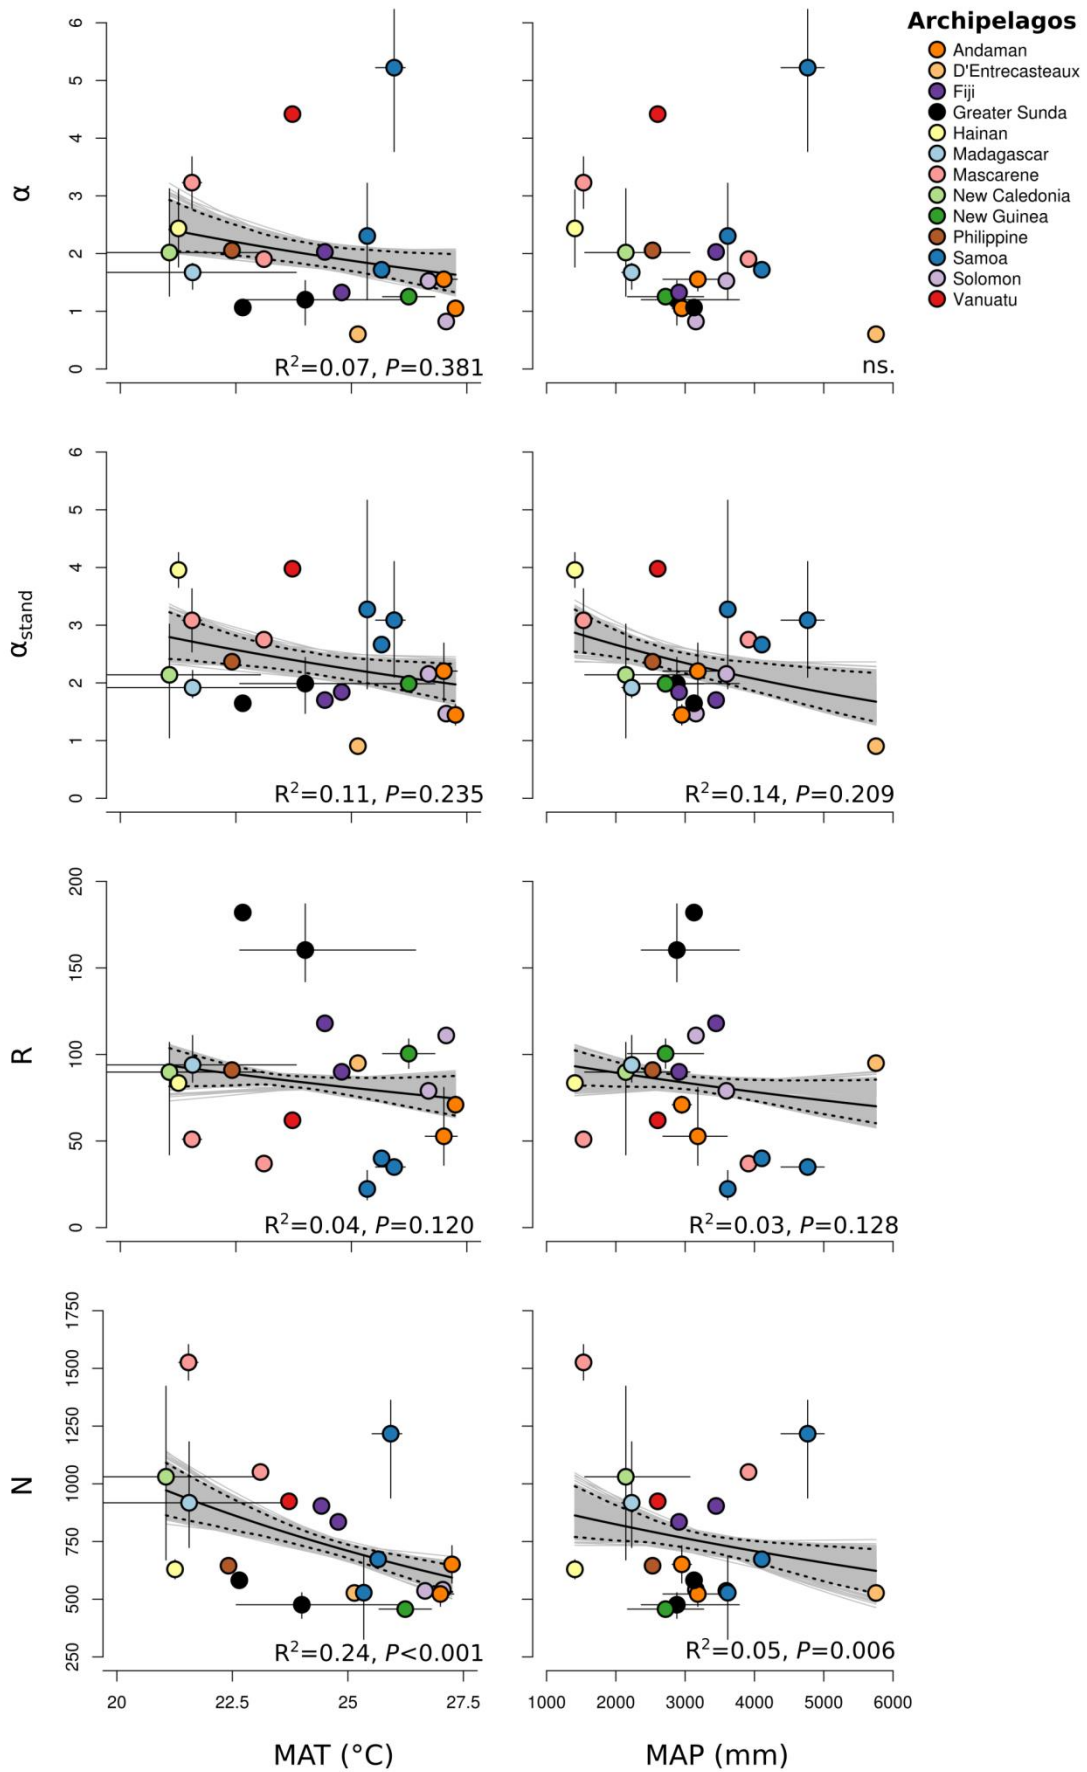 Archipelagos
Andaman
D'Entrecasteaux
Fiji
Greater Sunda
Hainan
Madagascar
Mascarene
New Caledonia
New Guinea
Philippine
Samoa
Solomon
Vanuatu
α
6
5
4
3
2
1
0
R²=0.07, P=0.381
ns.
αstand
6
5
4
3
2
1
0
R²=0.11, P=0.235
R²=0.14, P=0.209
R
200
150
100
50
0
R²=0.04, P=0.120
R²=0.03, P=0.128
N
1750
1500
1250
1000
750
500
250
R²=0.24, P<0.001
R²=0.05, P=0.006
20 22.5 25 27.5
1000 2000 3000 4000 5000 6000
MAT (°C)
MAP (mm)